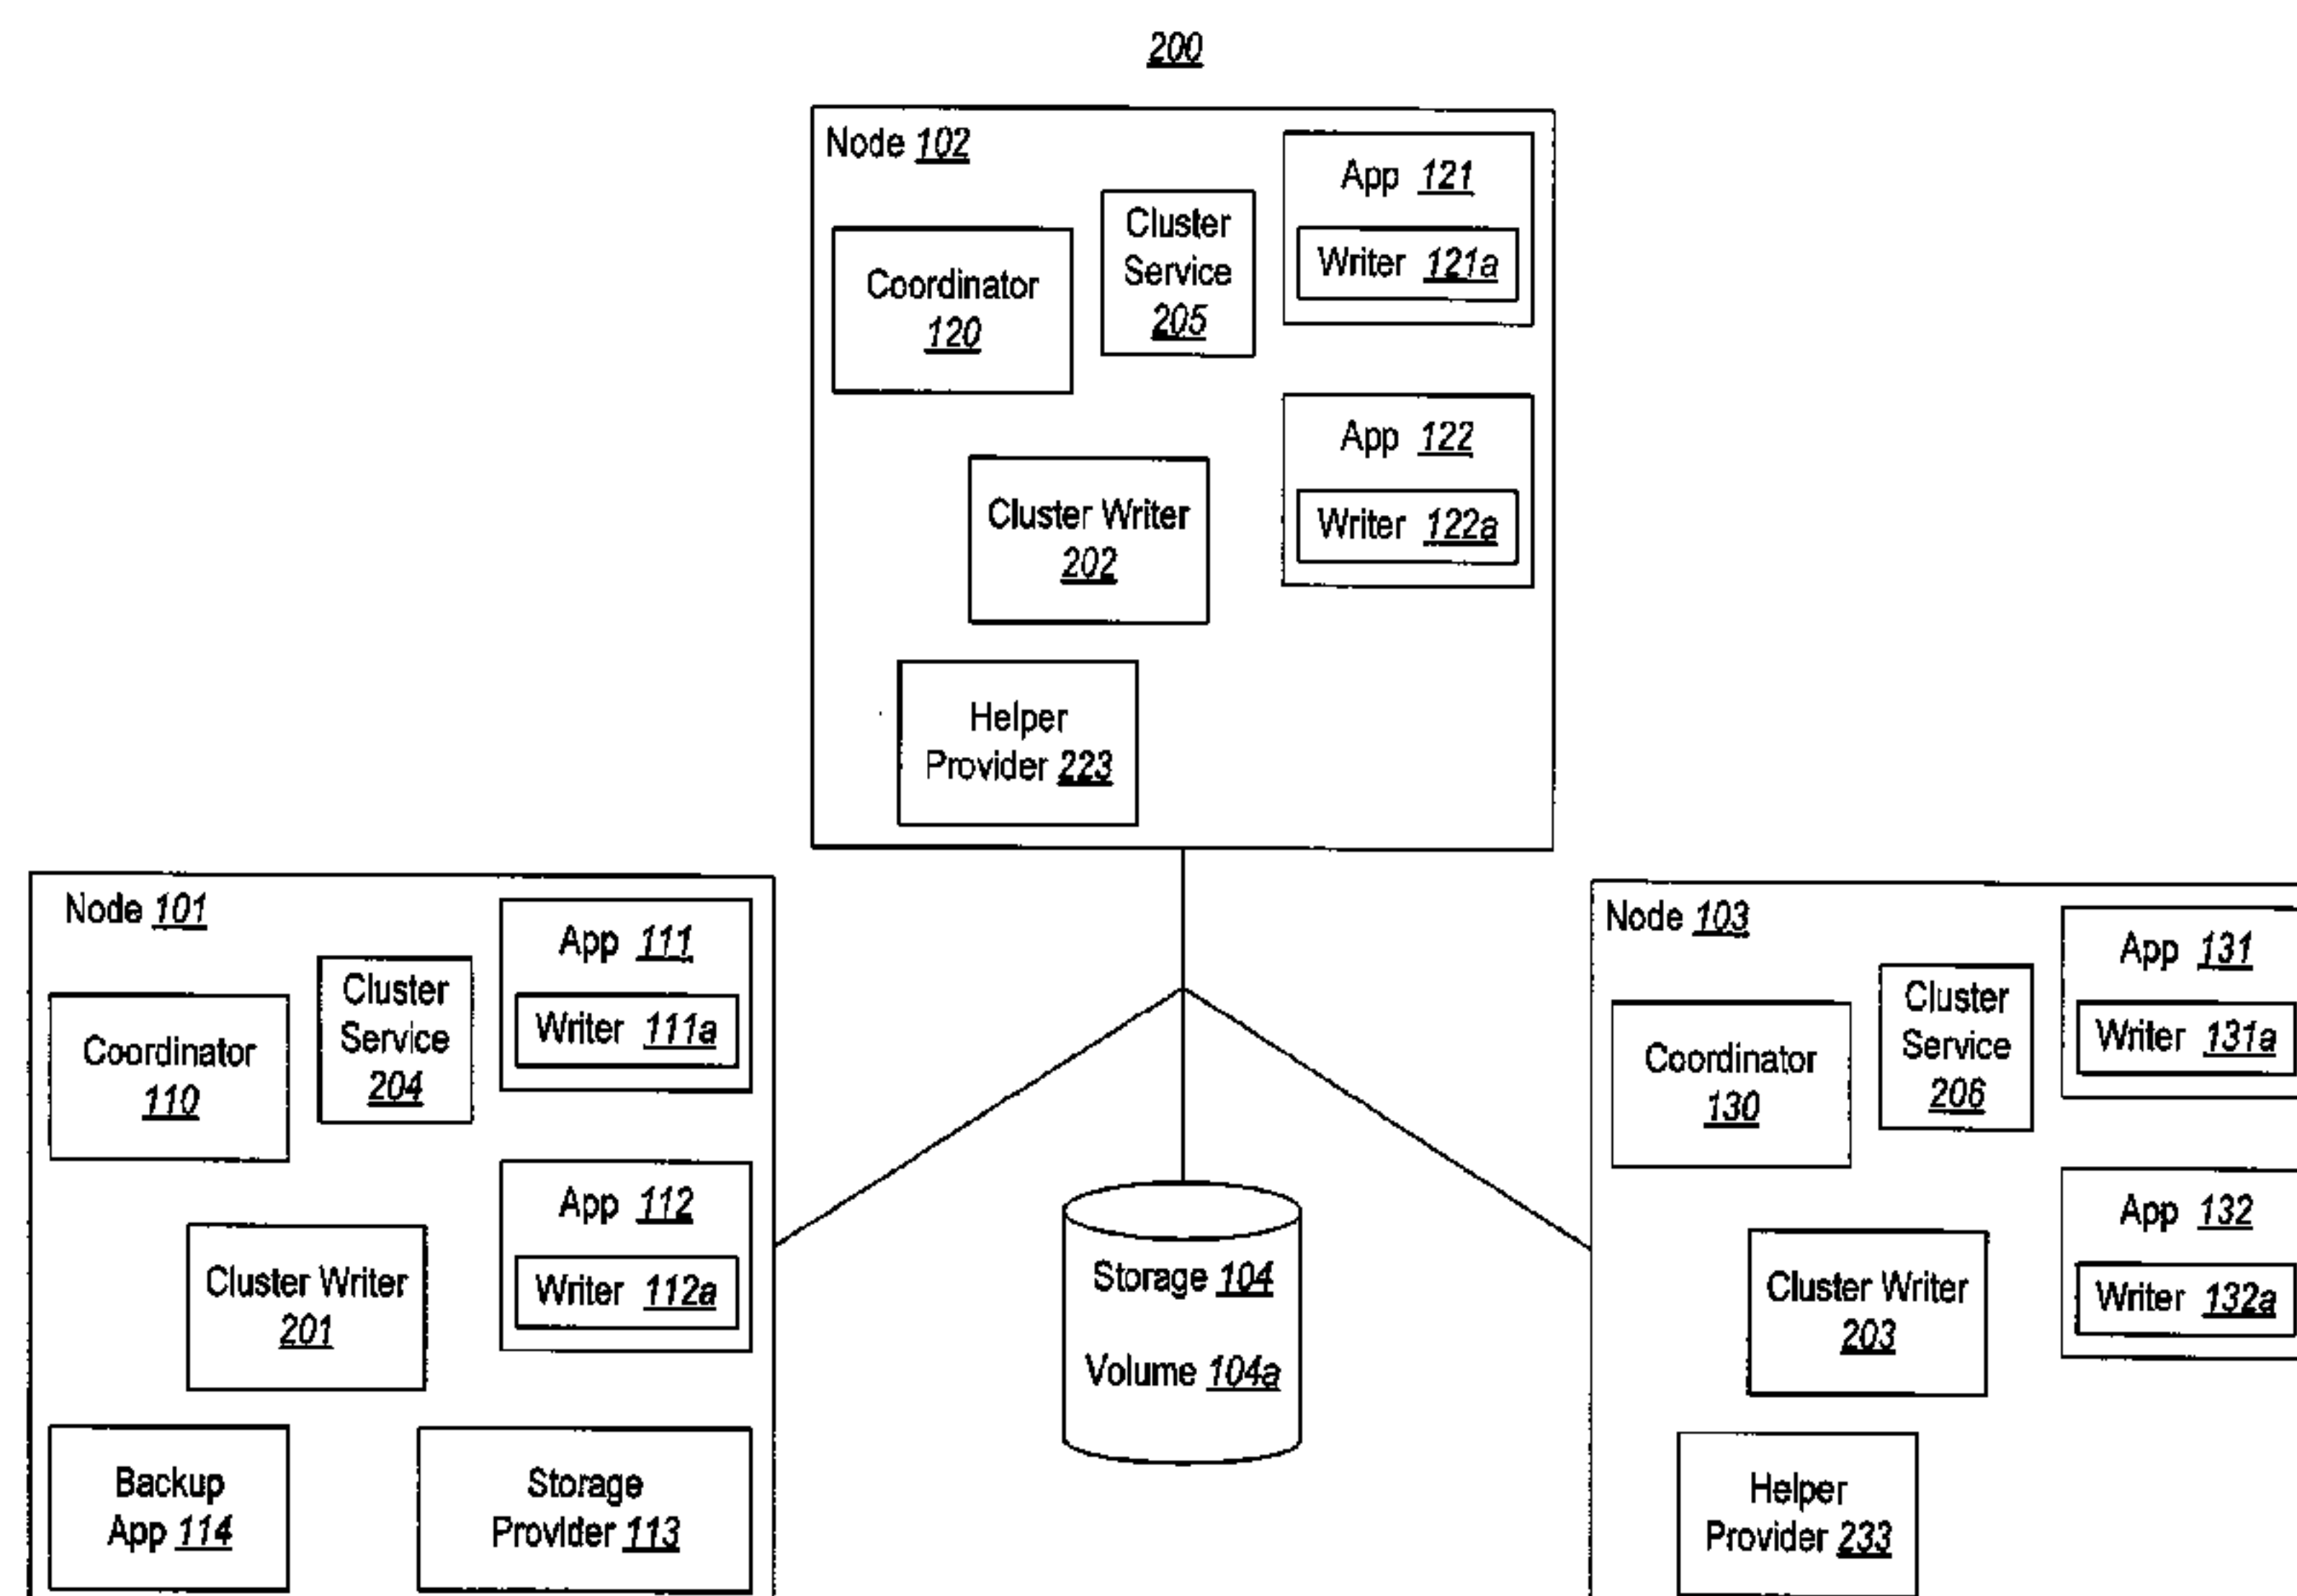 200
Node 102
App 121
Writer 121a
Cluster
Service
205
Coordinator
120
App 122
Writer 122a
Cluster Writer
202
Helper
Provider 223
Node 101
App 111
Writer 111a
Cluster
Service
204
Coordinator
110
App 112
Writer 112a
Cluster Writer
201
Backup
App 114
Storage
Provider 113
Storage 104
Volume 104a
Node 103
App 131
Writer 131a
Cluster
Service
206
Coordinator
130
App 132
Writer 132a
Cluster Writer
203
Helper
Provider 233